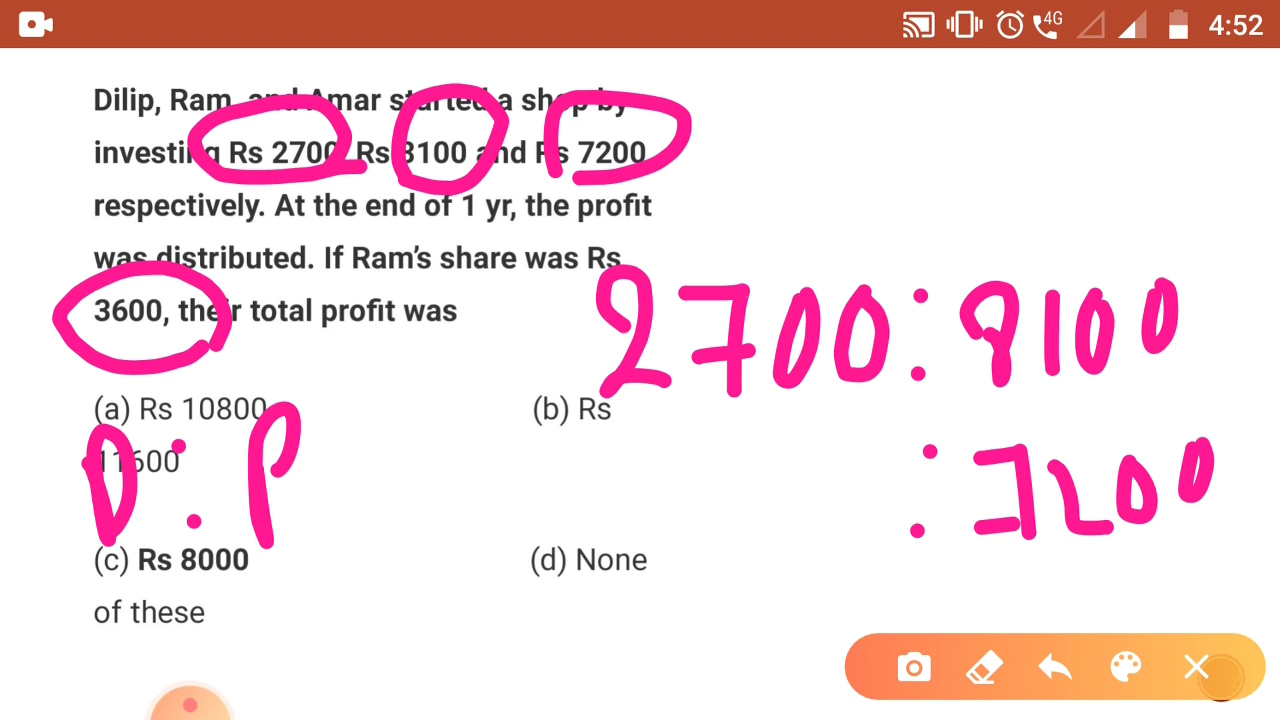 4G 4:52
Dilip, Ram, and Amar started a shop by
investing Rs 2700, Rs 8100 and Rs 7200
respectively. At the end of 1 yr, the profit
was distributed. If Ram's share was Rs
3600, their total profit was
2700 : 8100
: 7200
(a) Rs 10800 (b) Rs
11600
P : P
(c) Rs 8000 (d) None
of these